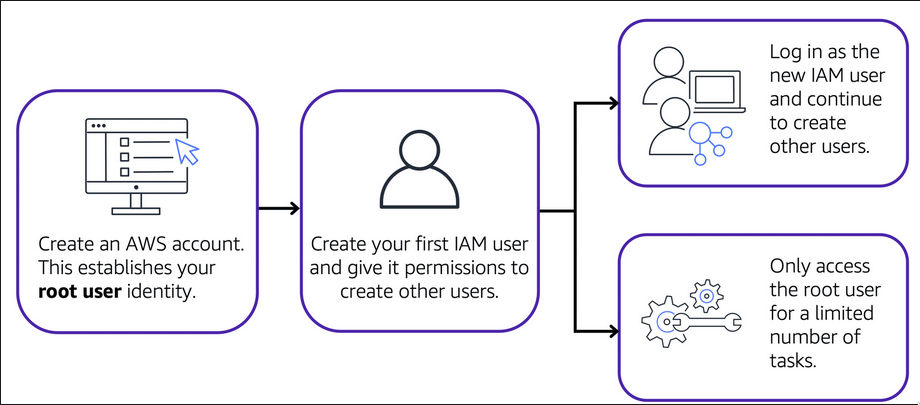 Create an AWS account.
This establishes your
root user identity.
Create your first IAM user
and give it permissions to
create other users.
Log in as the
new IAM user
and continue
to create
other users.
Only access
the root user
for a limited
number of
tasks.